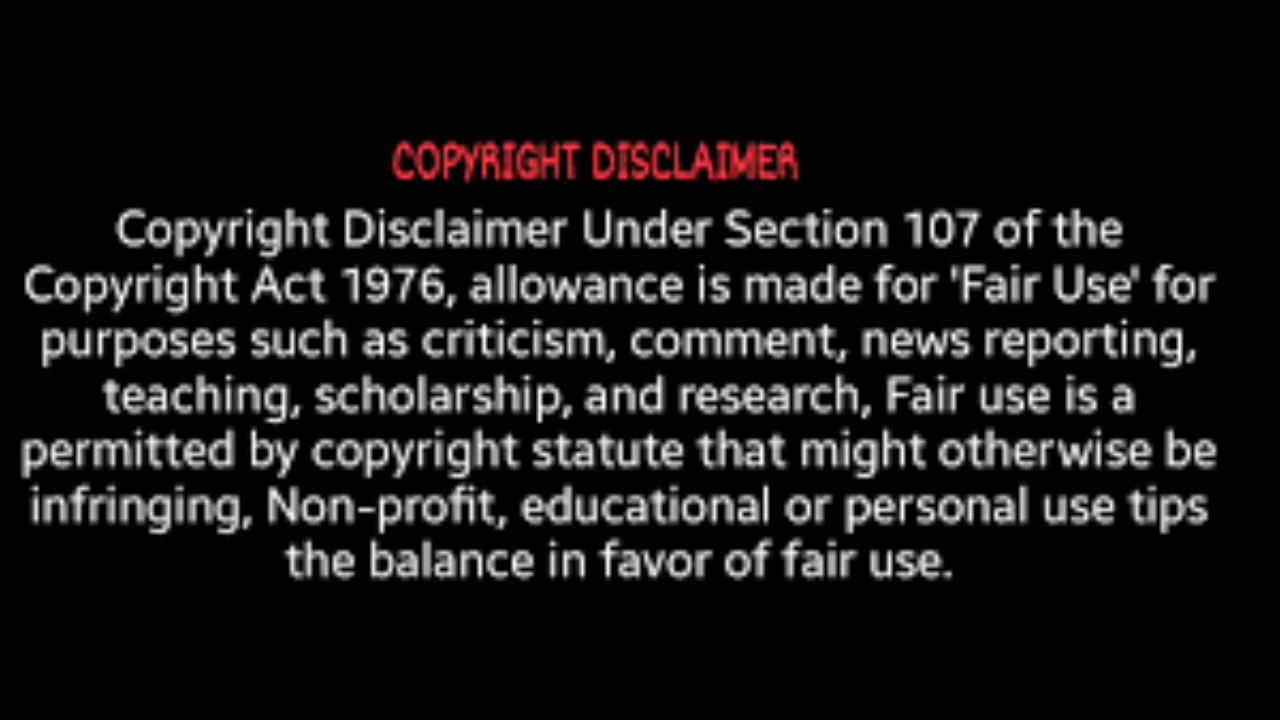 COPYRIGHT DISCLAIMER
Copyright Disclaimer Under Section 107 of the
Copyright Act 1976, allowance is made for 'Fair Use' for
purposes such as criticism, comment, news reporting,
teaching, scholarship, and research, Fair use is a
permitted by copyright statute that might otherwise be
infringing, Non-profit, educational or personal use tips
the balance in favor of fair use.